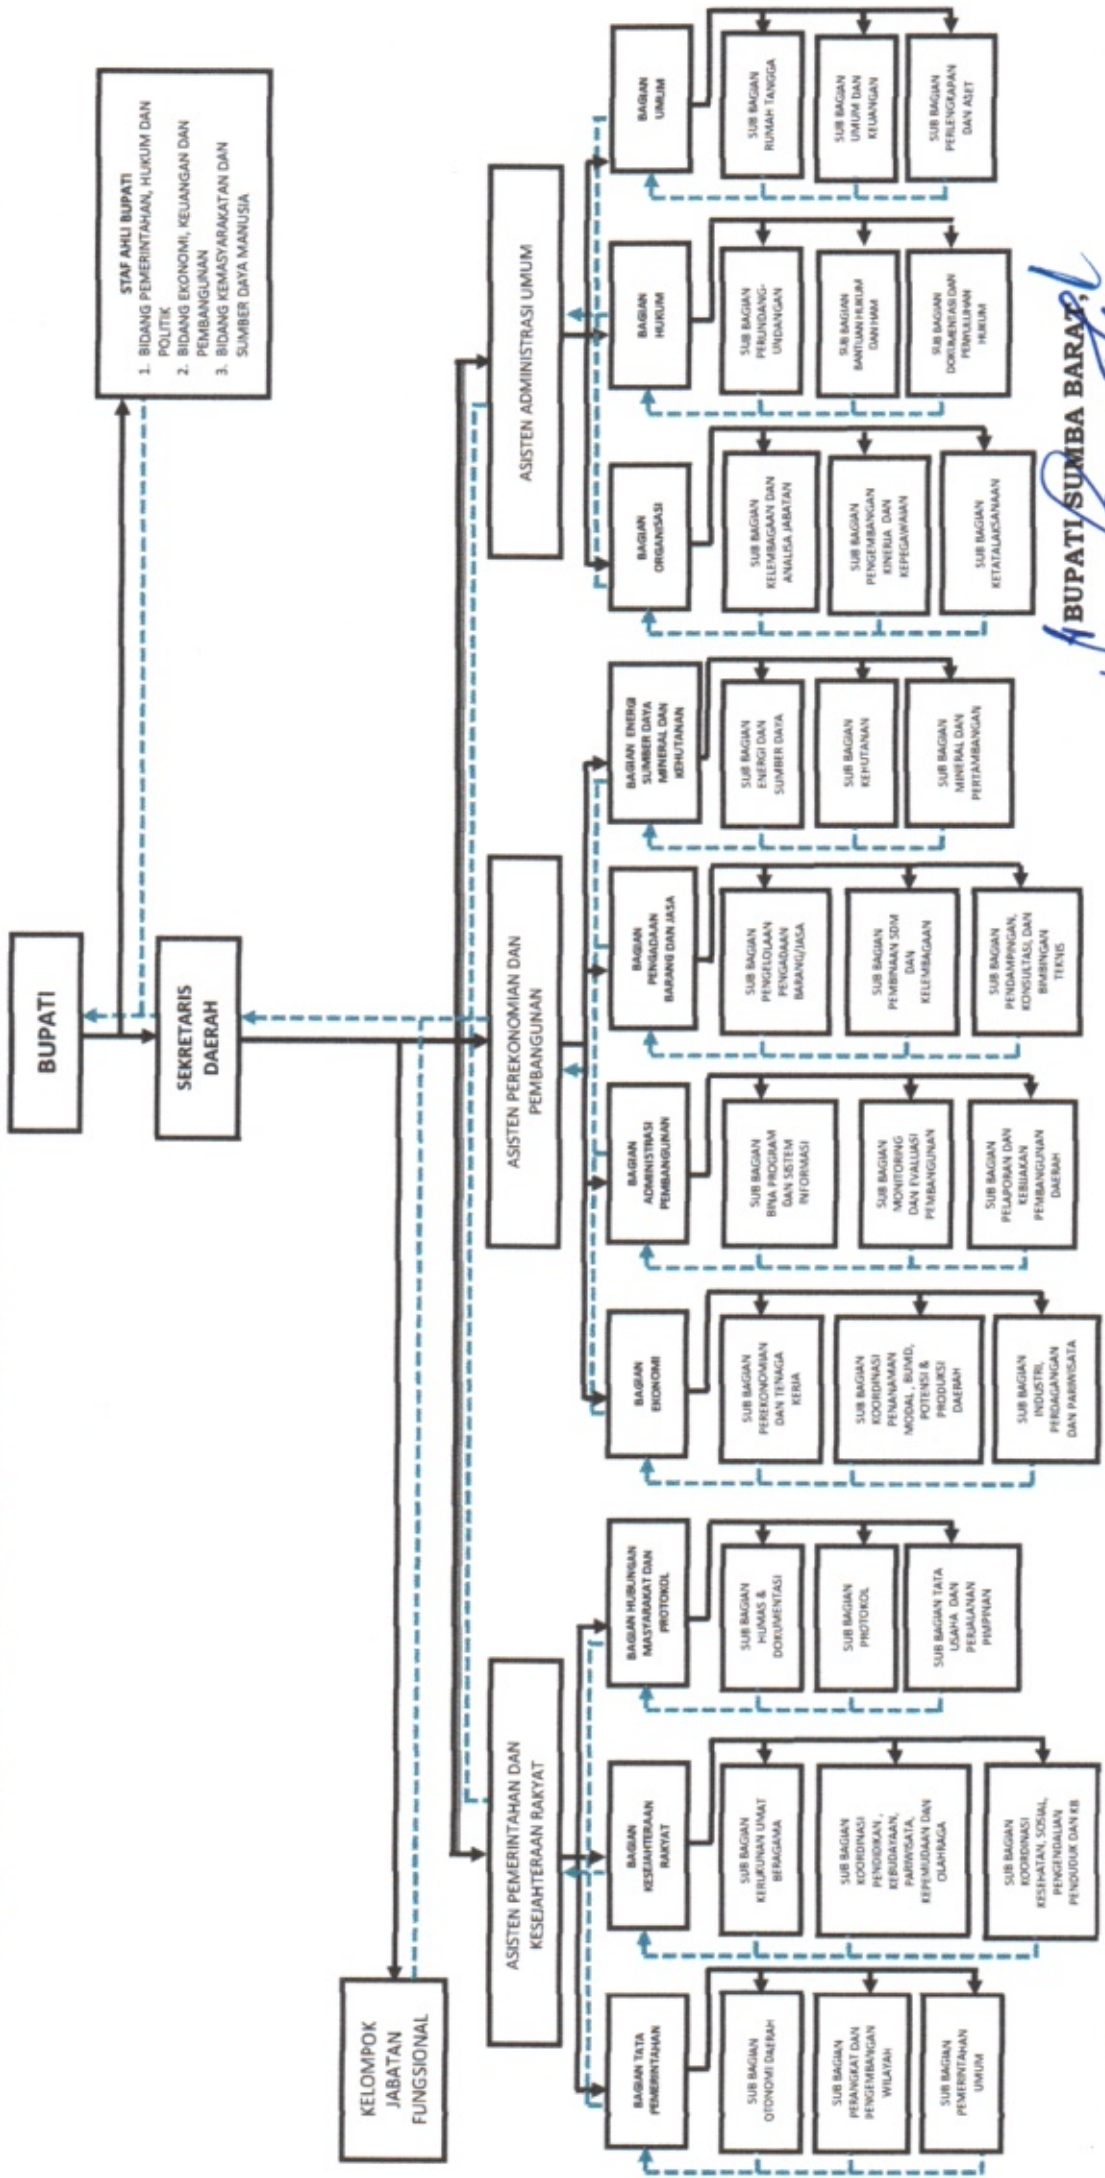 BUPATI
STAF AHLI BUPATI
1. BIDANG PEMERINTAHAN, HUKUM DAN
POLITIK
2. BIDANG EKONOMI, KEUANGAN DAN
PEMBANGUNAN
3. BIDANG KEMASYARAKATAN DAN
SUMBER DAYA MANUSIA
SEKRETARIS
DAERAH
KELOMPOK
JABATAN
FUNGSIONAL
ASISTEN PEMERINTAHAN DAN
KESEJAHTERAAN RAKYAT
ASISTEN PEREKONOMIAN DAN
PEMBANGUNAN
ASISTEN ADMINISTRASI UMUM
BAGIAN TATA
PEMERINTAHAN
SUB BAGIAN
OTONOMI DAERAH
SUB BAGIAN
PERANGKAT DAN
PENGEMBANGAN
WILAYAH
SUB BAGIAN
PEMERINTAHAN
UMUM
BAGIAN
KESEJAHTERAAN
RAKYAT
SUB BAGIAN
KERUKUNAN UMAT
BERAGAMA
SUB BAGIAN
KOORDINASI
PENDIDIKAN ,
KEBUDAYAAN,
PARIWISATA,
KEPEMUDAAN DAN
OLAHRAGA
SUB BAGIAN
KOORDINASI
KESEHATAN, SOSIAL,
PENGENDALIAN
PENDUDUK DAN KB
BAGIAN HUBUNGAN
MASYARAKAT DAN
PROTOKOL
SUB BAGIAN
HUMAS &
DOKUMENTASI
SUB BAGIAN
PROTOKOL
SUB BAGIAN TATA
USAHA DAN
PERJALANAN
PIMPINAN
BAGIAN
EKONOMI
SUB BAGIAN
PEREKONOMIAN
DAN TENAGA
KERJA
SUB BAGIAN
KOORDINASI
PENANAMAN
MODAL , BUMD,
POTENSI &
PRODUKSI
DAERAH
SUB BAGIAN
INDUSTRI,
PERDAGANGAN
DAN PARIWISATA
BAGIAN
ADMINISTRASI
PEMBANGUNAN
SUB BAGIAN
BINA PROGRAM
DAN SISTEM
INFORMASI
SUB BAGIAN
MONITORING
DAN EVALUASI
PEMBANGUNAN
SUB BAGIAN
PELAPORAN DAN
KEBIJAKAN
PEMBANGUNAN
DAERAH
BAGIAN
PENGADAAN
BARANG DAN JASA
SUB BAGIAN
PENGELOLAAN
PENGADAAN
BARANG/JASA
SUB BAGIAN
PEMBINAAN SDM
DAN
KELEMBAGAAN
SUB BAGIAN
PENDAMPINGAN,
KONSULTASI, DAN
BIMBINGAN
TEKNIS
BAGIAN ENERGI
SUMBER DAYA
MINERAL DAN
KEHUTANAN
SUB BAGIAN
ENERGI DAN
SUMBER DAYA
SUB BAGIAN
KEHUTANAN
SUB BAGIAN
MINERAL DAN
PERTAMBANGAN
BAGIAN
ORGANISASI
SUB BAGIAN
KELEMBAGAAN DAN
ANALISA JABATAN
SUB BAGIAN
PENGEMBANGAN
KINERJA DAN
KEPEGAWAIAN
SUB BAGIAN
KETATALAKSANAAN
BAGIAN
HUKUM
SUB BAGIAN
PERUNDANG-
UNDANGAN
SUB BAGIAN
BANTUAN HUKUM
DAN HAM
SUB BAGIAN
DOKUMENTASI DAN
PENYULUHAN
HUKUM
BAGIAN
UMUM
SUB BAGIAN
RUMAH TANGGA
SUB BAGIAN
UMUM DAN
KEUANGAN
SUB BAGIAN
PERLENGKAPAN
DAN ASET
BUPATI SUMBA BARAT,